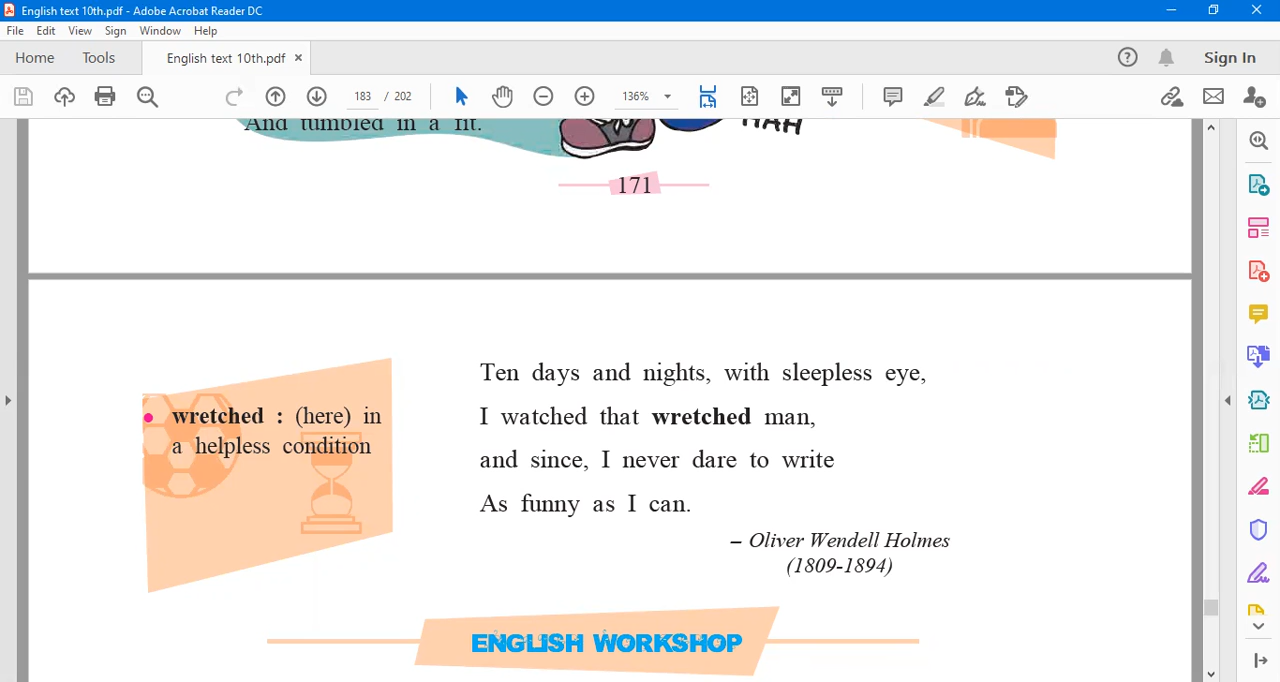 English text 10th.pdf - Adobe Acrobat Reader DC
File Edit View Sign Window Help
Home Tools English text 10th.pdf × Sign In
183 / 202 136%
And tumbled in a fit.
HAH
171
Ten days and nights, with sleepless eye,
I watched that wretched man,
and since, I never dare to write
As funny as I can.
– Oliver Wendell Holmes
(1809-1894)
• wretched : (here) in
a helpless condition
ENGLISH WORKSHOP